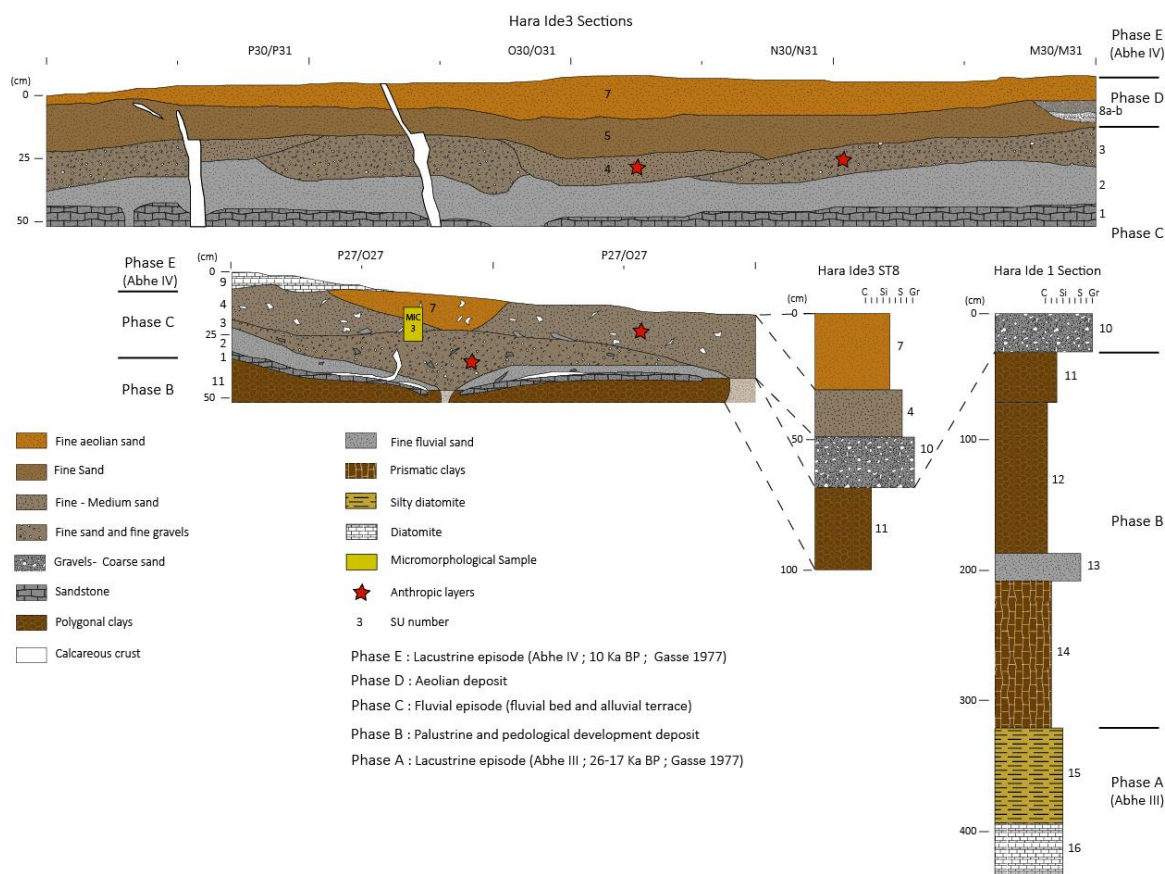 Hara Ide3 Sections
P30/P31
O30/O31
N30/N31
M30/M31
Phase E
(Abhe IV)
(cm)
0
7
Phase D
8a-b
5
25
4
3
2
50
1
Phase C
P27/O27
P27/O27
(cm)
Phase E
(Abhe IV)
0
9
4
7
MIC
3
Phase C
3
25
2
1
11
Phase B
50
Hara Ide3 ST8
C Si S Gr
(cm)
0
7
4
50
10
11
100
Hara Ide 1 Section
C Si S Gr
(cm)
0
10
11
100
12
Phase B
13
200
14
300
15
Phase A
(Abhe III)
400
16
Fine aeolian sand
Fine Sand
Fine - Medium sand
Fine sand and fine gravels
Gravels- Coarse sand
Sandstone
Polygonal clays
Calcareous crust
Fine fluvial sand
Prismatic clays
Silty diatomite
Diatomite
Micromorphological Sample
Anthropic layers
3 SU number
Phase E : Lacustrine episode (Abhe IV ; 10 Ka BP ; Gasse 1977)
Phase D : Aeolian deposit
Phase C : Fluvial episode (fluvial bed and alluvial terrace)
Phase B : Palustrine and pedological development deposit
Phase A : Lacustrine episode (Abhe III ; 26-17 Ka BP ; Gasse 1977)